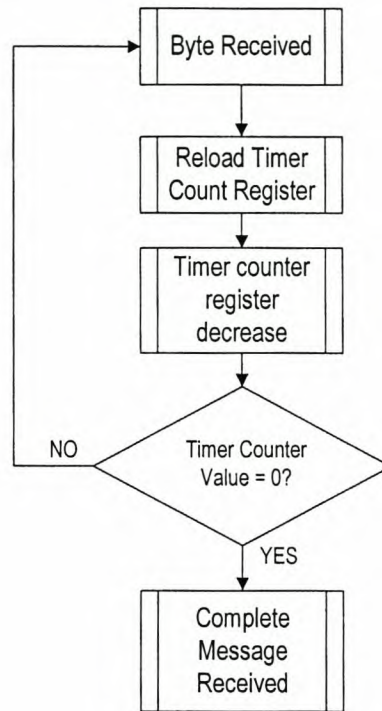 Byte Received
Reload Timer
Count Register
Timer counter
register
decrease
NO
Timer Counter
Value = 0?
YES
Complete
Message
Received